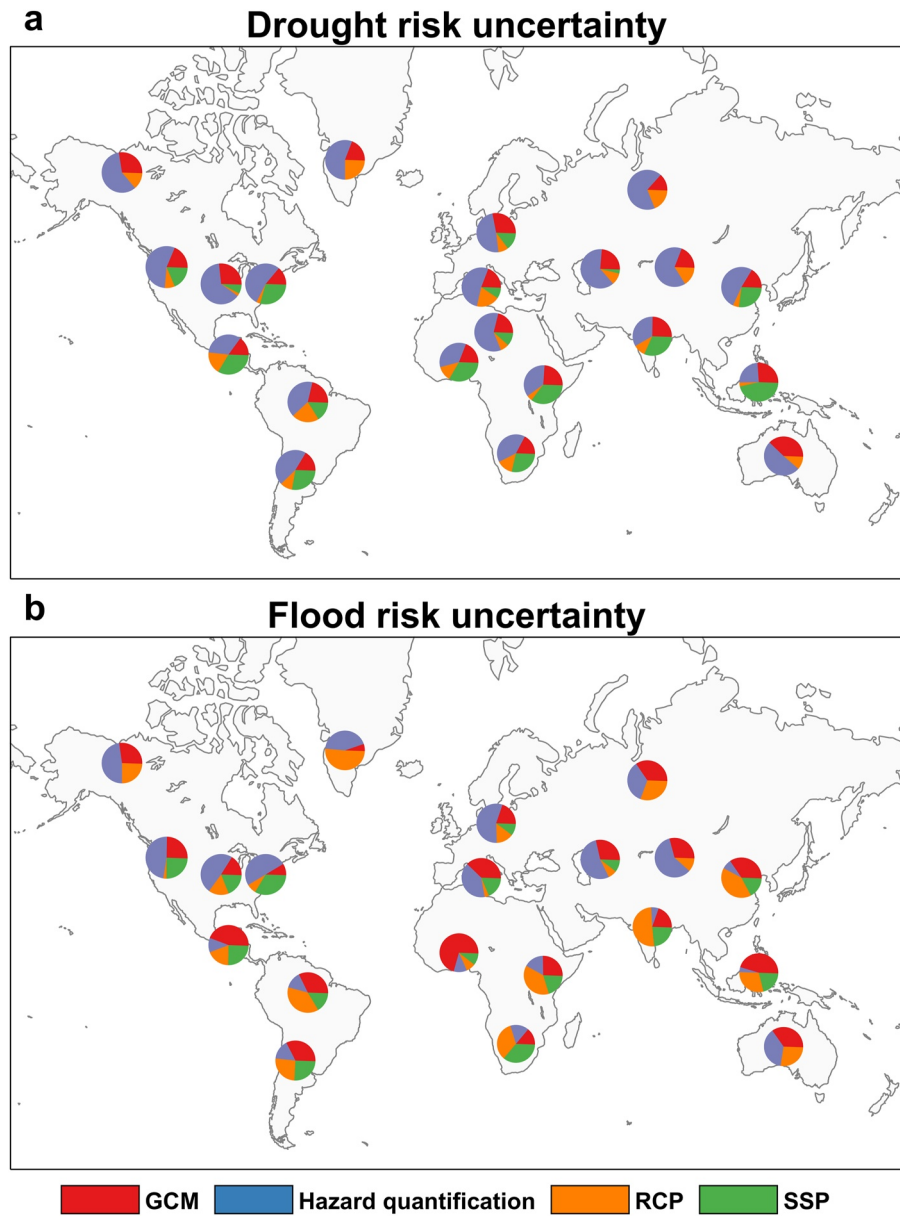 a
Drought risk uncertainty
b
Flood risk uncertainty
GCM Hazard quantification RCP SSP